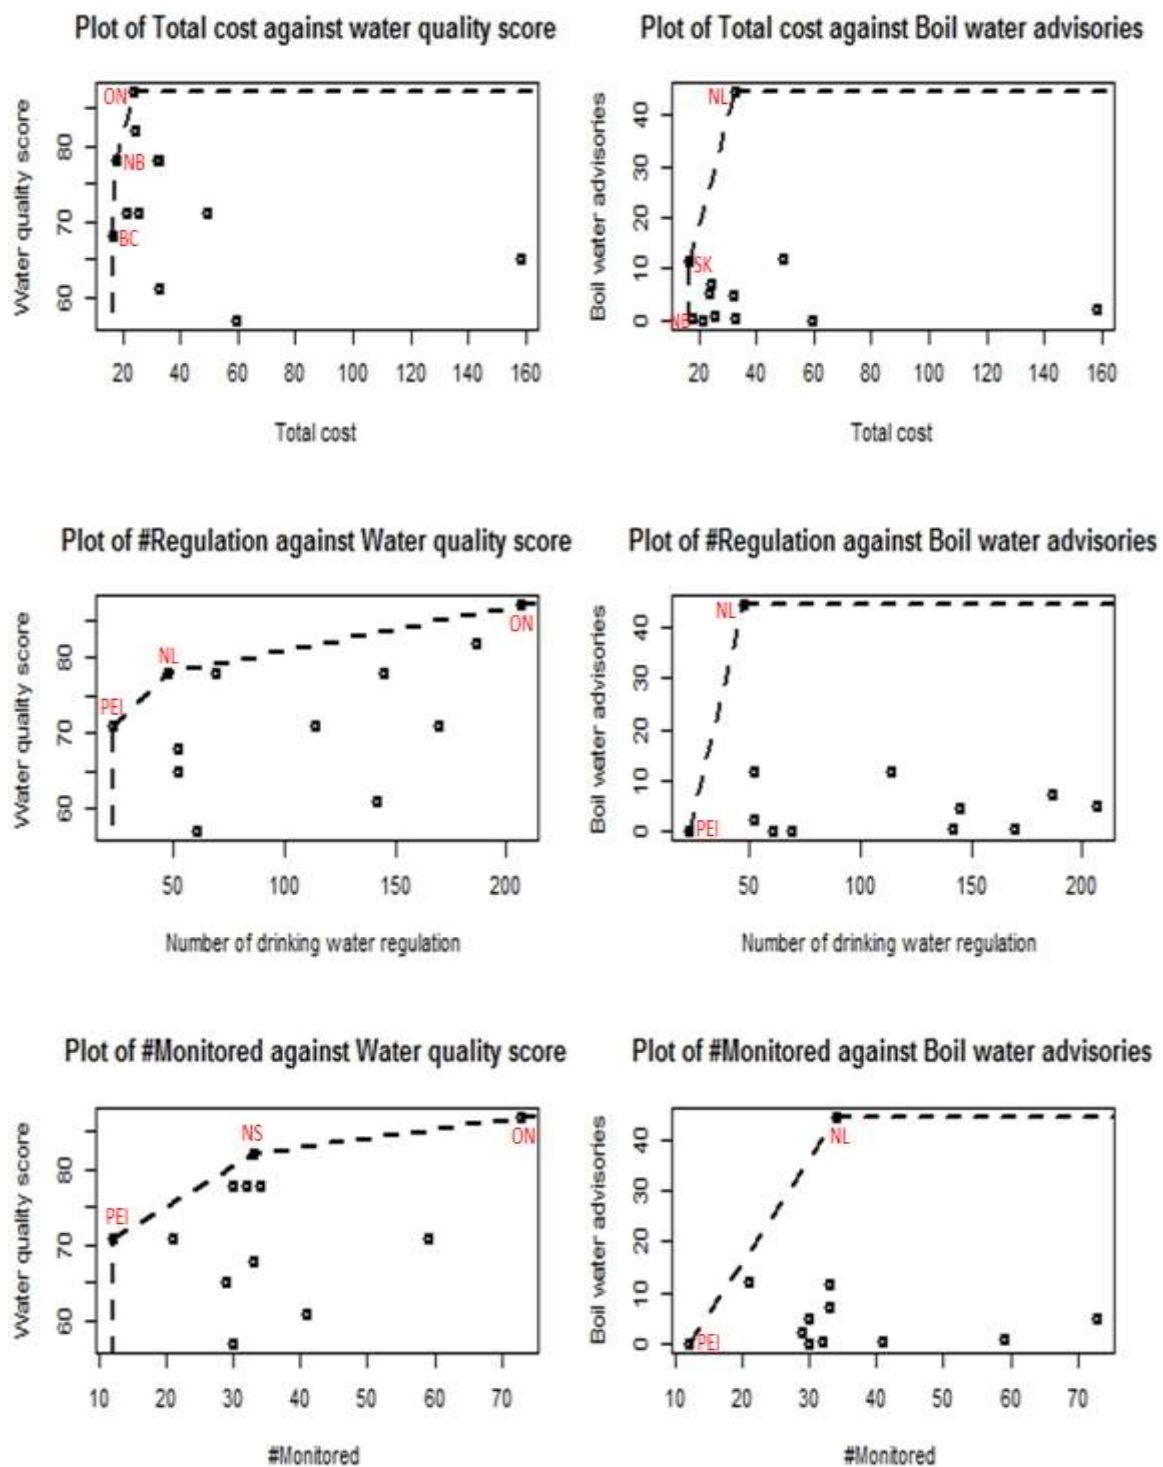 Plot of Total cost against water quality score
Water quality score
80
70
60
ON
NB
BC
20 40 60 80 100 120 140 160
Total cost
Plot of Total cost against Boil water advisories
Boil water advisories
40
30
20
10
0
NL
SK
NB
20 40 60 80 100 120 140 160
Total cost
Plot of #Regulation against Water quality score
Water quality score
80
70
60
PEI
NL
ON
50 100 150 200
Number of drinking water regulation
Plot of #Regulation against Boil water advisories
Boil water advisories
40
30
20
10
0
NL
PEI
50 100 150 200
Number of drinking water regulation
Plot of #Monitored against Water quality score
Water quality score
80
70
60
PEI
NS
ON
10 20 30 40 50 60 70
#Monitored
Plot of #Monitored against Boil water advisories
Boil water advisories
40
30
20
10
0
NL
PEI
10 20 30 40 50 60 70
#Monitored